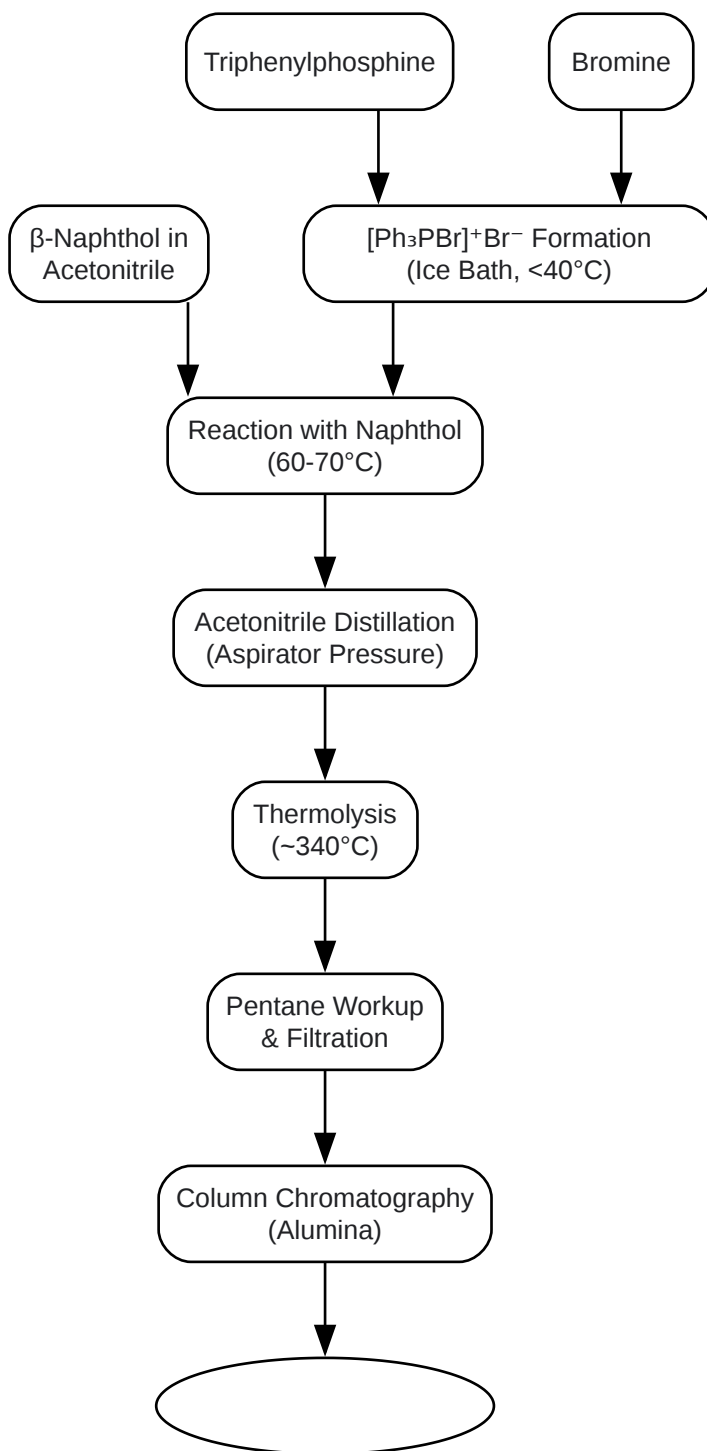 Triphenylphosphine
Bromine
β-Naphthol in
Acetonitrile
[Ph₃PBr]⁺Br⁻ Formation
(Ice Bath, <40°C)
Reaction with Naphthol
(60-70°C)
Acetonitrile Distillation
(Aspirator Pressure)
Thermolysis
(~340°C)
Pentane Workup
& Filtration
Column Chromatography
(Alumina)